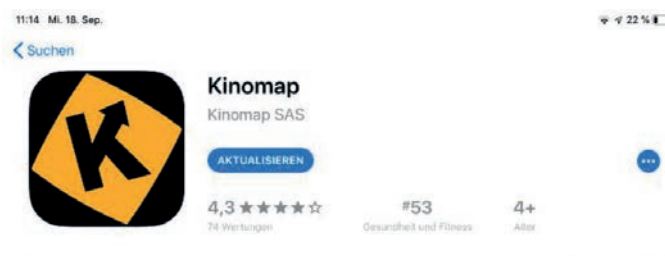 11:14 Mi. 18. Sep.
22 %
Suchen
Kinomap
Kinomap SAS
AKTUALISIEREN
4,3 ★★★★☆
#53
4+
74 Wertungen
Gesundheit und Fitness
Alter